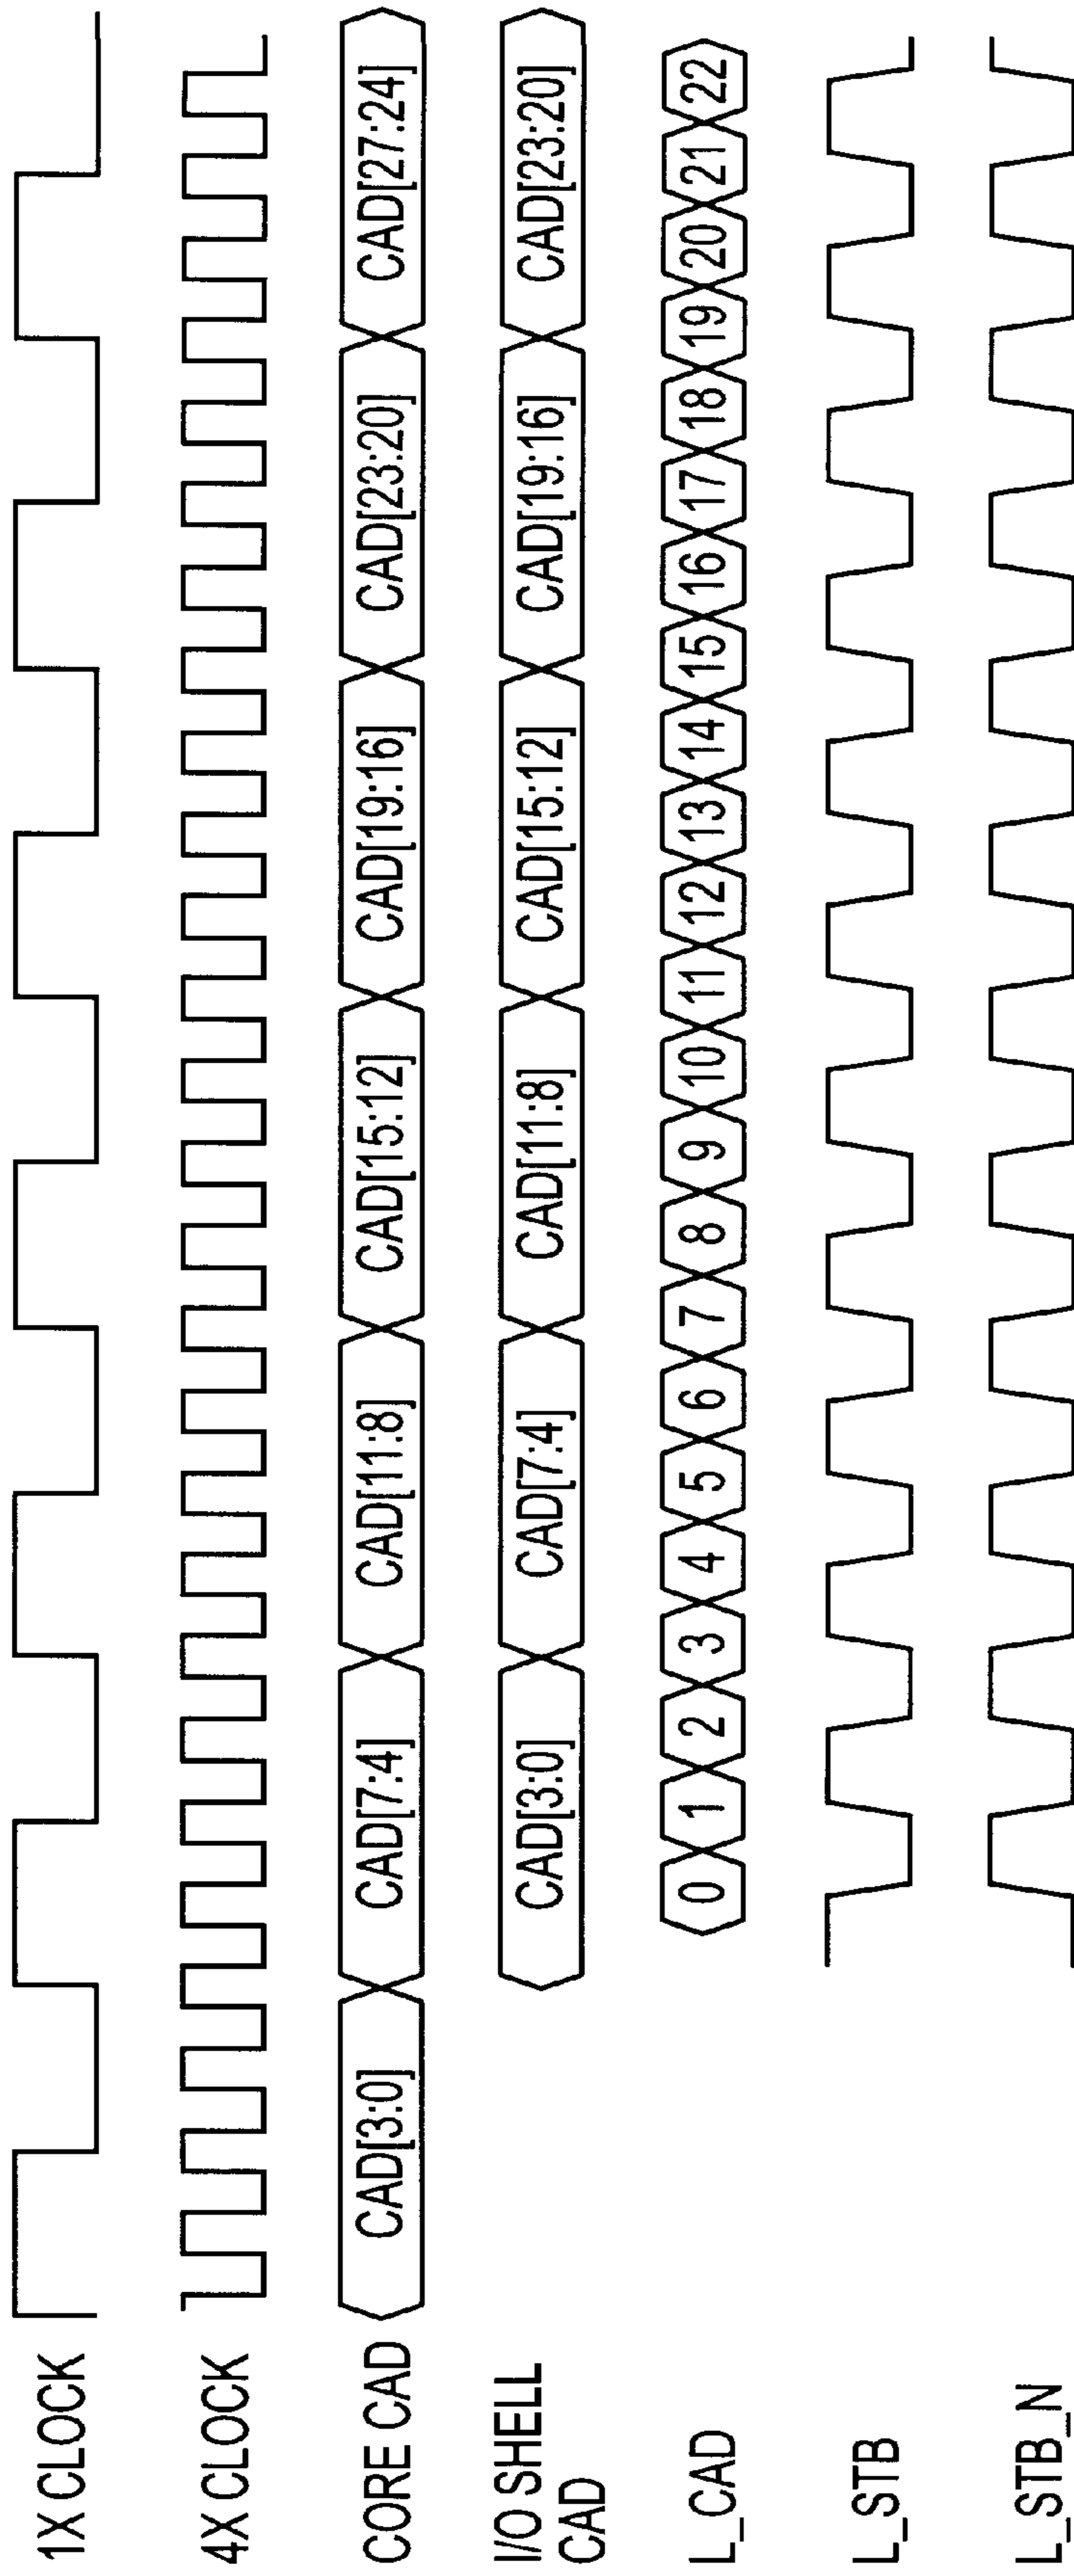 1X CLOCK
4X CLOCK
CORE CAD
CAD[3:0]
CAD[7:4]
CAD[11:8]
CAD[15:12]
CAD[19:16]
CAD[23:20]
CAD[27:24]
I/O SHELL
CAD
CAD[3:0]
CAD[7:4]
CAD[11:8]
CAD[15:12]
CAD[19:16]
CAD[23:20]
L_CAD
0 1 2 3 4 5 6 7 8 9 10 11 12 13 14 15 16 17 18 19 20 21 22
L_STB
L_STB_N